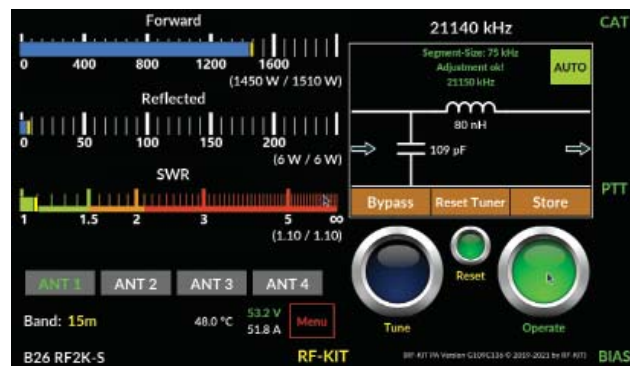 Forward
0 400 800 1200 1600
(1450 W / 1510 W)
Reflected
0 50 100 150 200
(6 W / 6 W)
SWR
1 1.5 2 3 5 ∞
(1.10 / 1.10)
ANT 1 ANT 2 ANT 3 ANT 4
Band: 15m 48.0 °C 53.2 V 51.8 A Menu
B26 RF2K-S RF-KIT
21140 kHz
Segment-Size: 75 kHz
Adjustment ok!
21150 kHz
AUTO
80 nH
109 pF
Bypass Reset Tuner Store
Reset
Tune Operate
CAT
PTT
BIAS